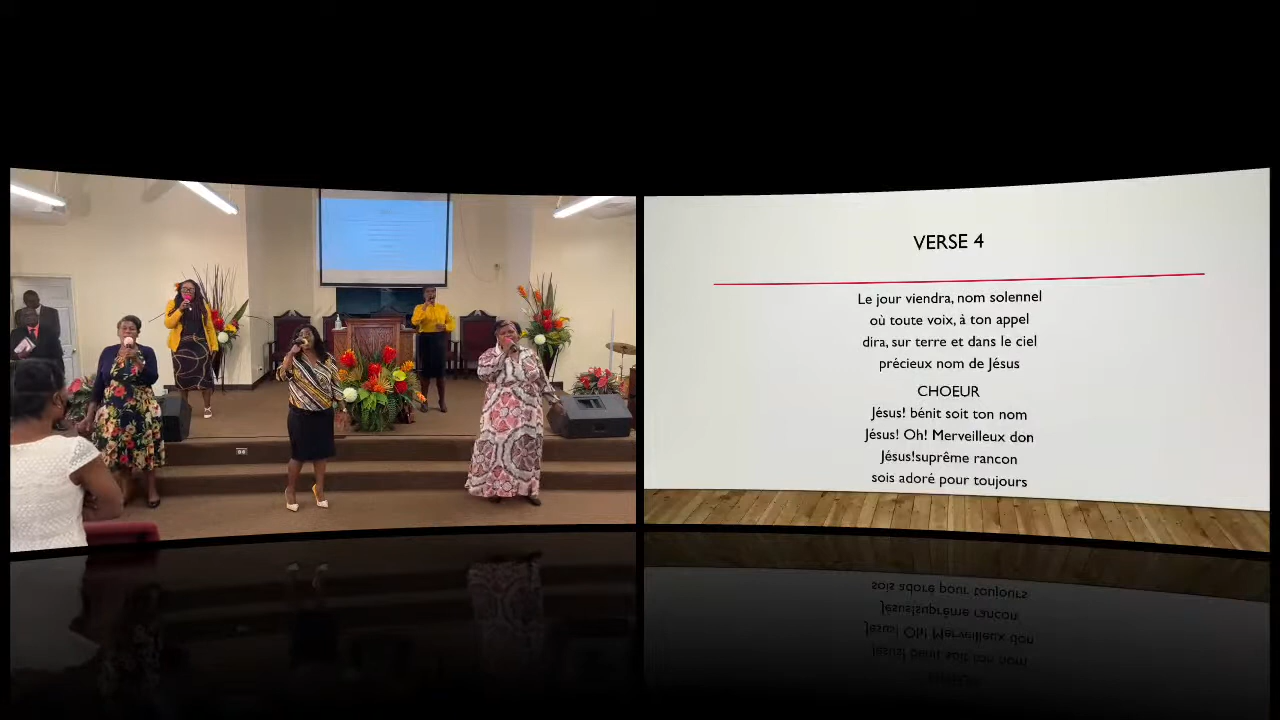 VERSE 4
Le jour viendra, nom solennel
où toute voix, à ton appel
dira, sur terre et dans le ciel
précieux nom de Jésus
CHOEUR
Jésus! bénit soit ton nom
Jésus! Oh! Merveilleux don
Jésus!suprême rancon
sois adoré pour toujours